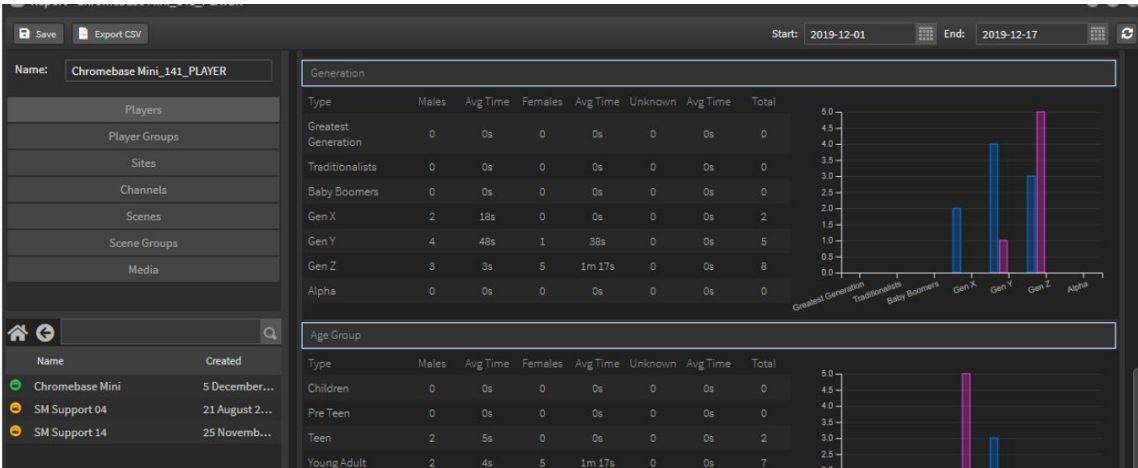 Report - Chromebase Mini_141_PLAYER
Save Export CSV Start: 2019-12-01 End: 2019-12-17
Name: Chromebase Mini_141_PLAYER
Players
Player Groups
Sites
Channels
Scenes
Scene Groups
Media
Name Created
Chromebase Mini 5 December...
SM Support 04 21 August 2...
SM Support 14 25 Novemb...
Generation
Type Males Avg Time Females Avg Time Unknown Avg Time Total
Greatest
Generation 0 0s 0 0s 0 0s 0
Traditionalists 0 0s 0 0s 0 0s 0
Baby Boomers 0 0s 0 0s 0 0s 0
Gen X 2 18s 0 0s 0 0s 2
Gen Y 4 48s 1 38s 0 0s 5
Gen Z 3 3s 5 1m 17s 0 0s 8
Alpha 0 0s 0 0s 0 0s 0
5.0
4.5
4.0
3.5
3.0
2.5
2.0
1.5
1.0
0.5
0.0
Greatest Generation Traditionalists Baby Boomers Gen X Gen Y Gen Z Alpha
Age Group
Type Males Avg Time Females Avg Time Unknown Avg Time Total
Children 0 0s 0 0s 0 0s 0
Pre Teen 0 0s 0 0s 0 0s 0
Teen 2 5s 0 0s 0 0s 2
Young Adult 2 4s 5 1m 17s 0 0s 7
5.0
4.5
4.0
3.5
3.0
2.5